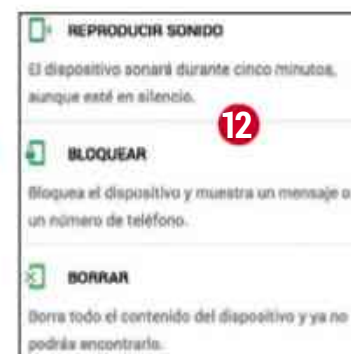 REPRODUCIR SONIDO
El dispositivo sonará durante cinco minutos,
aunque esté en silencio.
12
BLOQUEAR
Bloquea el dispositivo y muestra un mensaje o
un número de teléfono.
BORRAR
Borra todo el contenido del dispositivo y ya no
podrás encontrarlo.